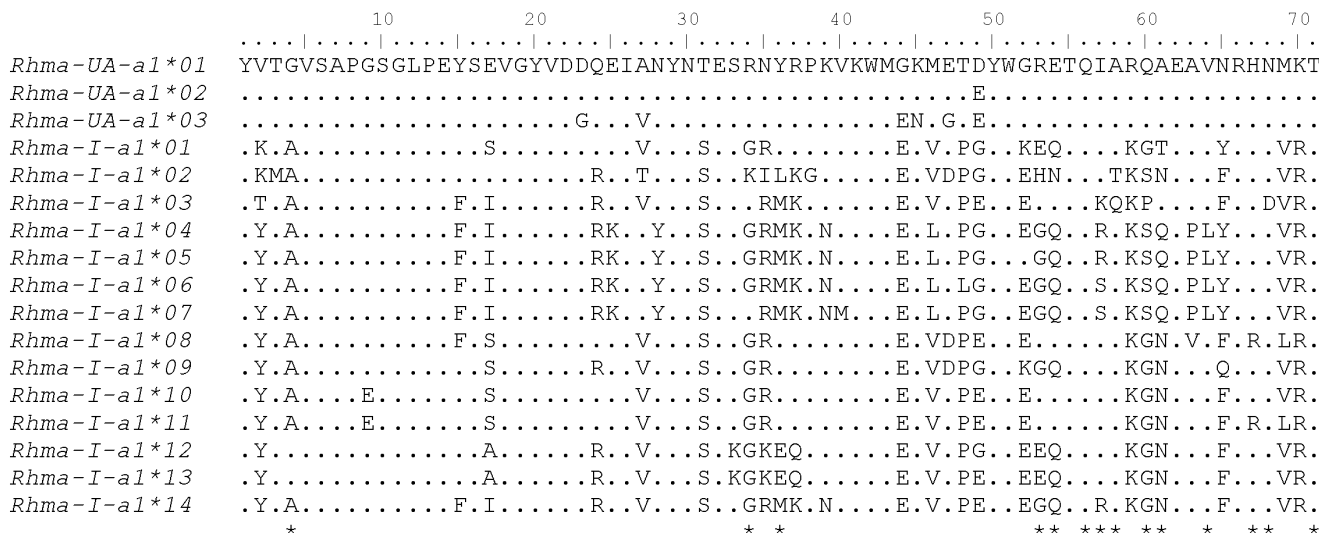 10 20 30 40 50 60 70
....|....|....|....|....|....|....|....|....|....|....|....|....|....|.
Rhma-UA-a1*01 YVTGVSAPGSGLPEYSEVGYVDDQEIANYNTESRNYRPKVKWMGKMETDYWGRETQIARQAEAVNRHNMKT
Rhma-UA-a1*02 ................................................E......................
Rhma-UA-a1*03 ......................G...V................EN.G.E......................
Rhma-I-a1*01 .K.A............S.........V...S..GR........E.V.PG..KEQ....KGT...Y...VR.
Rhma-I-a1*02 .KMA...................R..T...S..KILKG.....E.VDPG..EHN...TKSN...F...VR.
Rhma-I-a1*03 .T.A..........F.I......R..V...S...RMK......E.V.PE..E....KQKP....F..DVR.
Rhma-I-a1*04 .Y.A..........F.I......RK..Y..S..GRMK.N....E.L.PG..EGQ..R.KSQ.PLY...VR.
Rhma-I-a1*05 .Y.A..........F.I......RK..Y..S..GRMK.N....E.L.PG...GQ..R.KSQ.PLY...VR.
Rhma-I-a1*06 .Y.A..........F.I......RK..Y..S..GRMK.N....E.L.LG..EGQ..S.KSQ.PLY...VR.
Rhma-I-a1*07 .Y.A..........F.I......RK..Y..S...RMK.NM...E.L.PG..EGQ..S.KSQ.PLY...VR.
Rhma-I-a1*08 .Y.A..........F.S.........V...S..GR........E.VDPE..E......KGN.V.F.R.LR.
Rhma-I-a1*09 .Y.A............S......R..V...S..GR........E.VDPG..KGQ....KGN...Q...VR.
Rhma-I-a1*10 .Y.A....E.......S.........V...S..GR........E.V.PE..E......KGN...F...VR.
Rhma-I-a1*11 .Y.A....E.......S.........V...S..GR........E.V.PE..E......KGN...F.R.LR.
Rhma-I-a1*12 .Y..............A......R..V...S.KGKEQ......E.V.PG..EEQ....KGN...F...VR.
Rhma-I-a1*13 .Y..............A......R..V...S.KGKEQ......E.V.PE..EEQ....KGN...F...VR.
Rhma-I-a1*14 .Y.A..........F.I......R..V...S..GRMK.N....E.V.PE..EGQ..R.KGN...F...VR.
* * * ** *** ** * ** *